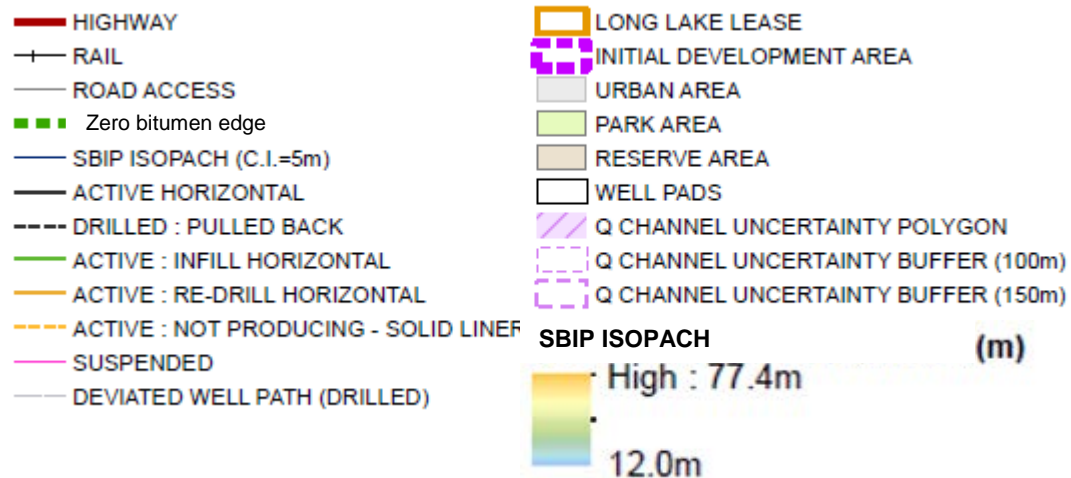 HIGHWAY
RAIL
ROAD ACCESS
Zero bitumen edge
SBIP ISOPACH (C.I.=5m)
ACTIVE HORIZONTAL
DRILLED : PULLED BACK
ACTIVE : INFILL HORIZONTAL
ACTIVE : RE-DRILL HORIZONTAL
ACTIVE : NOT PRODUCING - SOLID LINER
SUSPENDED
DEVIATED WELL PATH (DRILLED)
LONG LAKE LEASE
INITIAL DEVELOPMENT AREA
URBAN AREA
PARK AREA
RESERVE AREA
WELL PADS
Q CHANNEL UNCERTAINTY POLYGON
Q CHANNEL UNCERTAINTY BUFFER (100m)
Q CHANNEL UNCERTAINTY BUFFER (150m)
SBIP ISOPACH (m)
High : 77.4m
12.0m